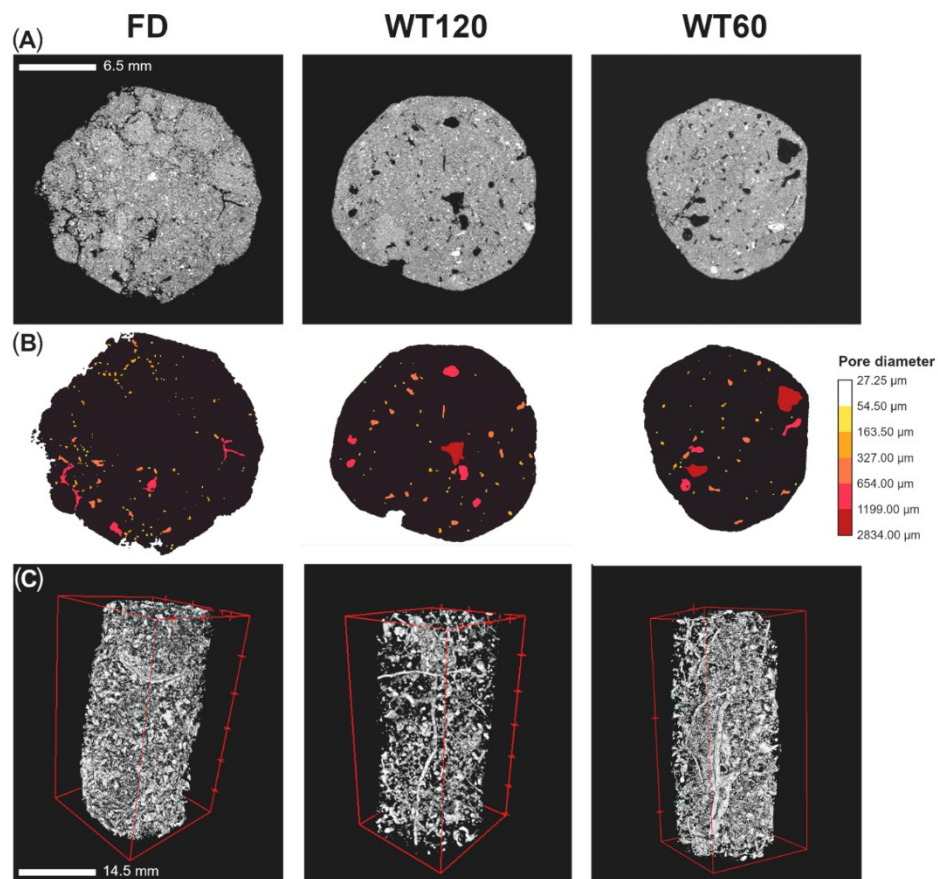 FD WT120 WT60
(A)
6.5 mm
(B)
Pore diameter
27.25 µm
54.50 µm
163.50 µm
327.00 µm
654.00 µm
1199.00 µm
2834.00 µm
(C)
14.5 mm